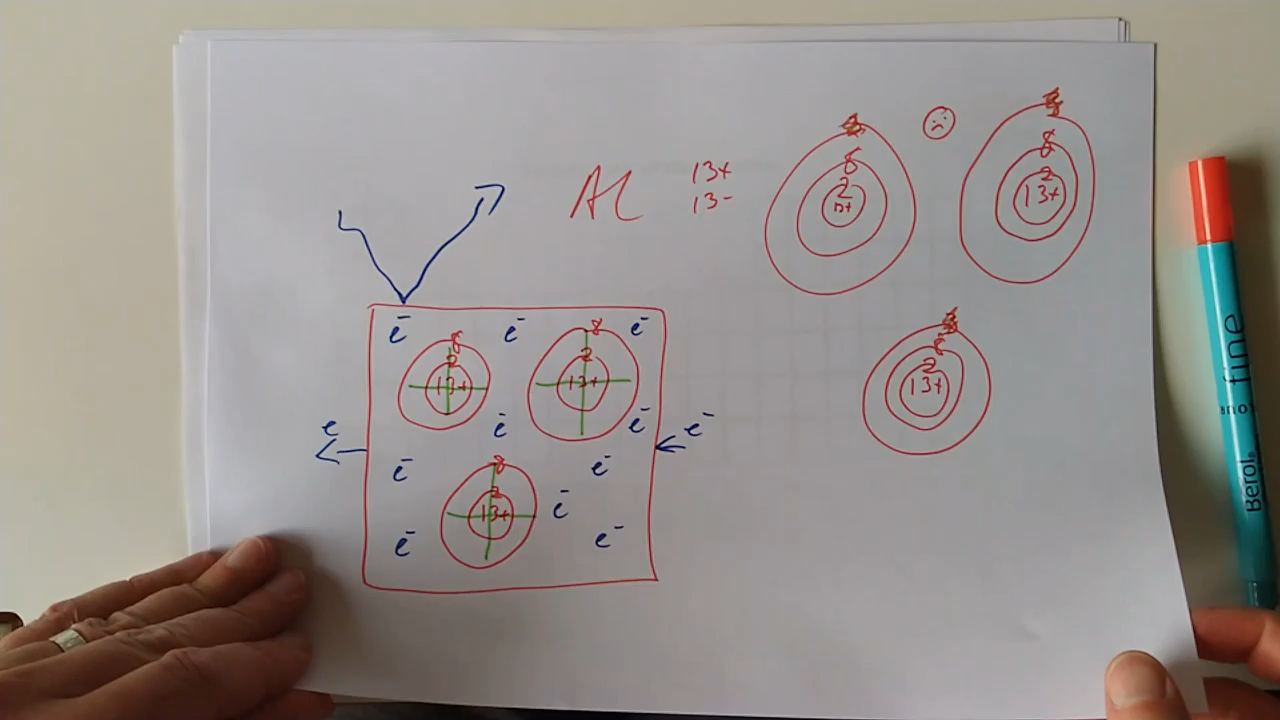 Al
13+
13-
8
2
13+
8
2
13+
8
2
13+
e⁻ e⁻ e⁻
8
2
13+
8
2
13+
e e⁻ e⁻ e⁻
e⁻ e⁻
8
2
13+
e⁻
e⁻ e⁻
Berol
fine